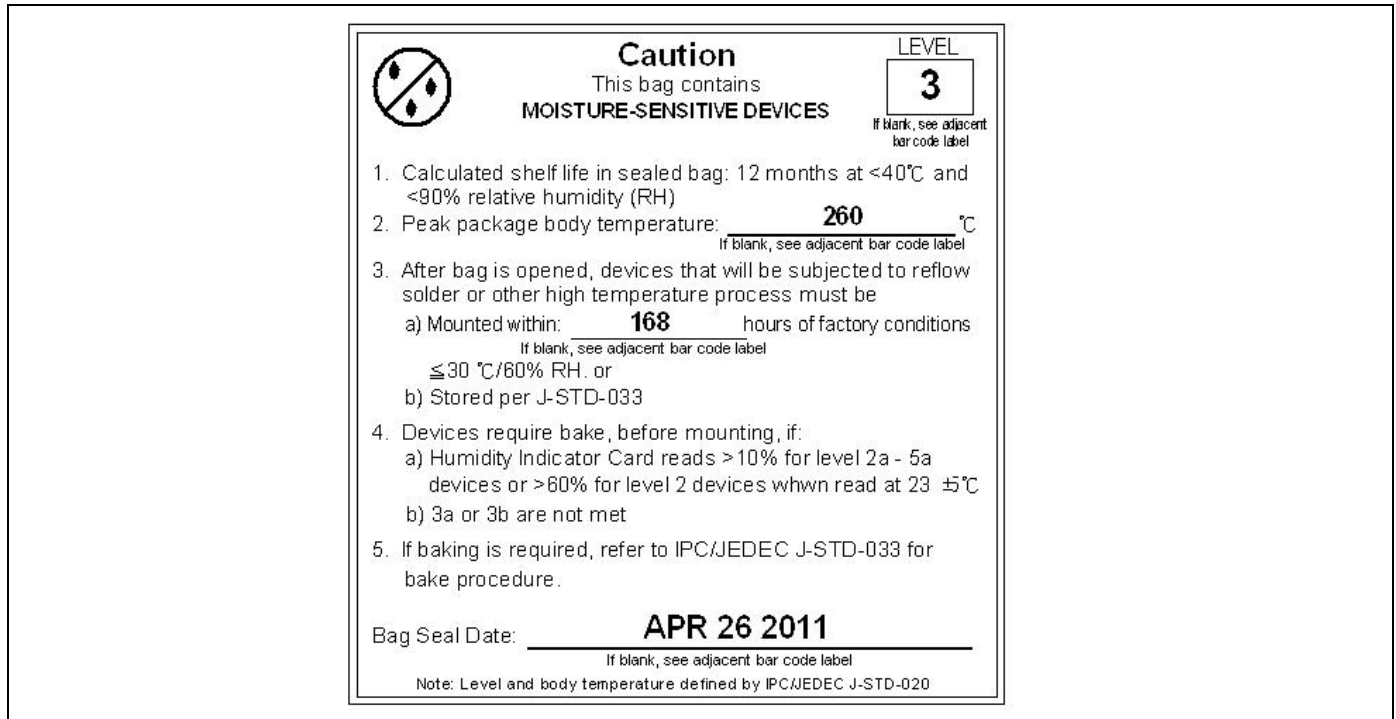 Caution
LEVEL
This bag contains
3
MOISTURE-SENSITIVE DEVICES
If blank, see adjacent
bar code label
1. Calculated shelf life in sealed bag: 12 months at <40℃ and
<90% relative humidity (RH)
2. Peak package body temperature: 260 ℃
If blank, see adjacent bar code label
3. After bag is opened, devices that will be subjected to reflow
solder or other high temperature process must be
a) Mounted within: 168 hours of factory conditions
If blank, see adjacent bar code label
≦30 ℃/60% RH. or
b) Stored per J-STD-033
4. Devices require bake, before mounting, if:
a) Humidity Indicator Card reads >10% for level 2a - 5a
devices or >60% for level 2 devices whwn read at 23 ±5℃
b) 3a or 3b are not met
5. If baking is required, refer to IPC/JEDEC J-STD-033 for
bake procedure.
Bag Seal Date: APR 26 2011
If blank, see adjacent bar code label
Note: Level and body temperature defined by IPC/JEDEC J-STD-020